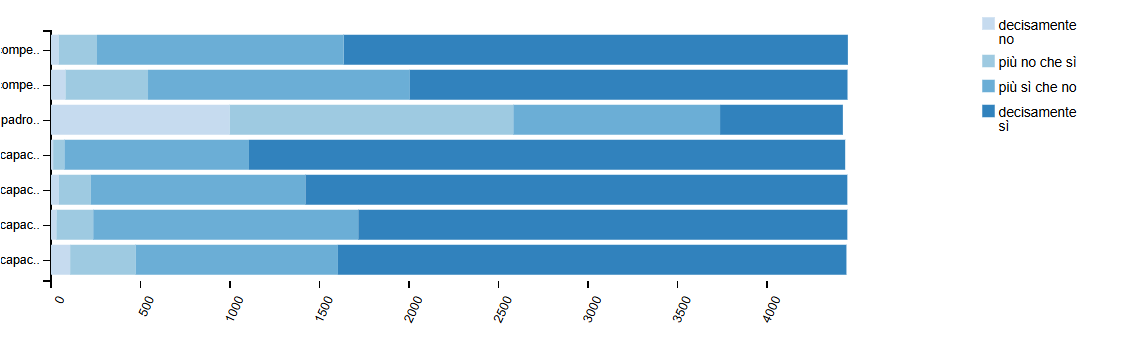 ompe..
ompe..
padro..
capac..
capac..
capac..
capac..
0
500
1000
1500
2000
2500
3000
3500
4000
decisamente
no
più no che sì
più sì che no
decisamente
sì